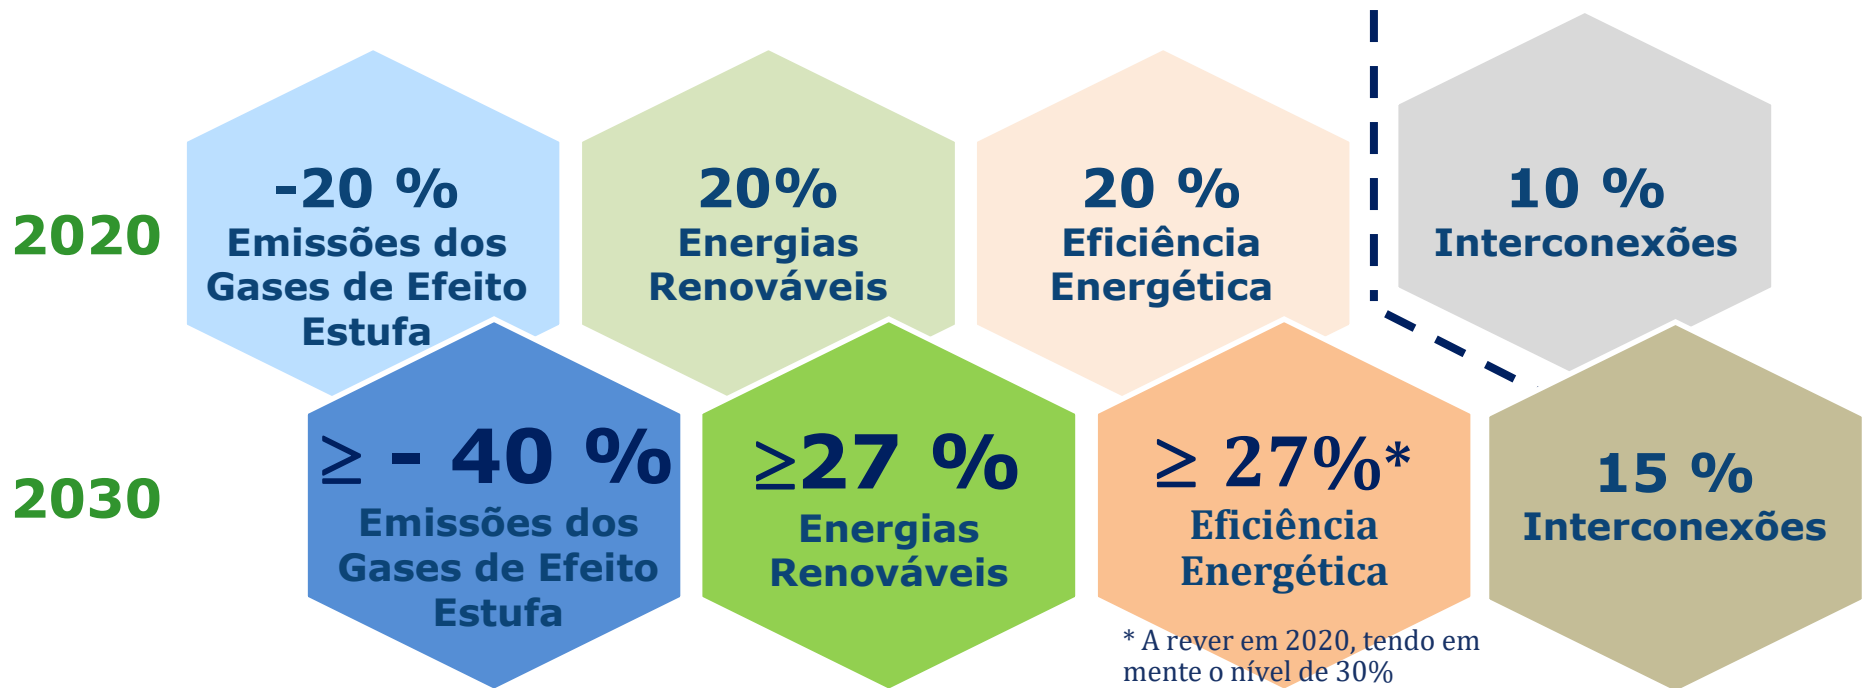 2020
-20 %
Emissões dos
Gases de Efeito
Estufa
20%
Energias
Renováveis
20 %
Eficiência
Energética
10 %
Interconexões
2030
≥ - 40 %
Emissões dos
Gases de Efeito
Estufa
≥27 %
Energias
Renováveis
≥ 27%*
Eficiência
Energética
* A rever em 2020, tendo em
mente o nível de 30%
15 %
Interconexões